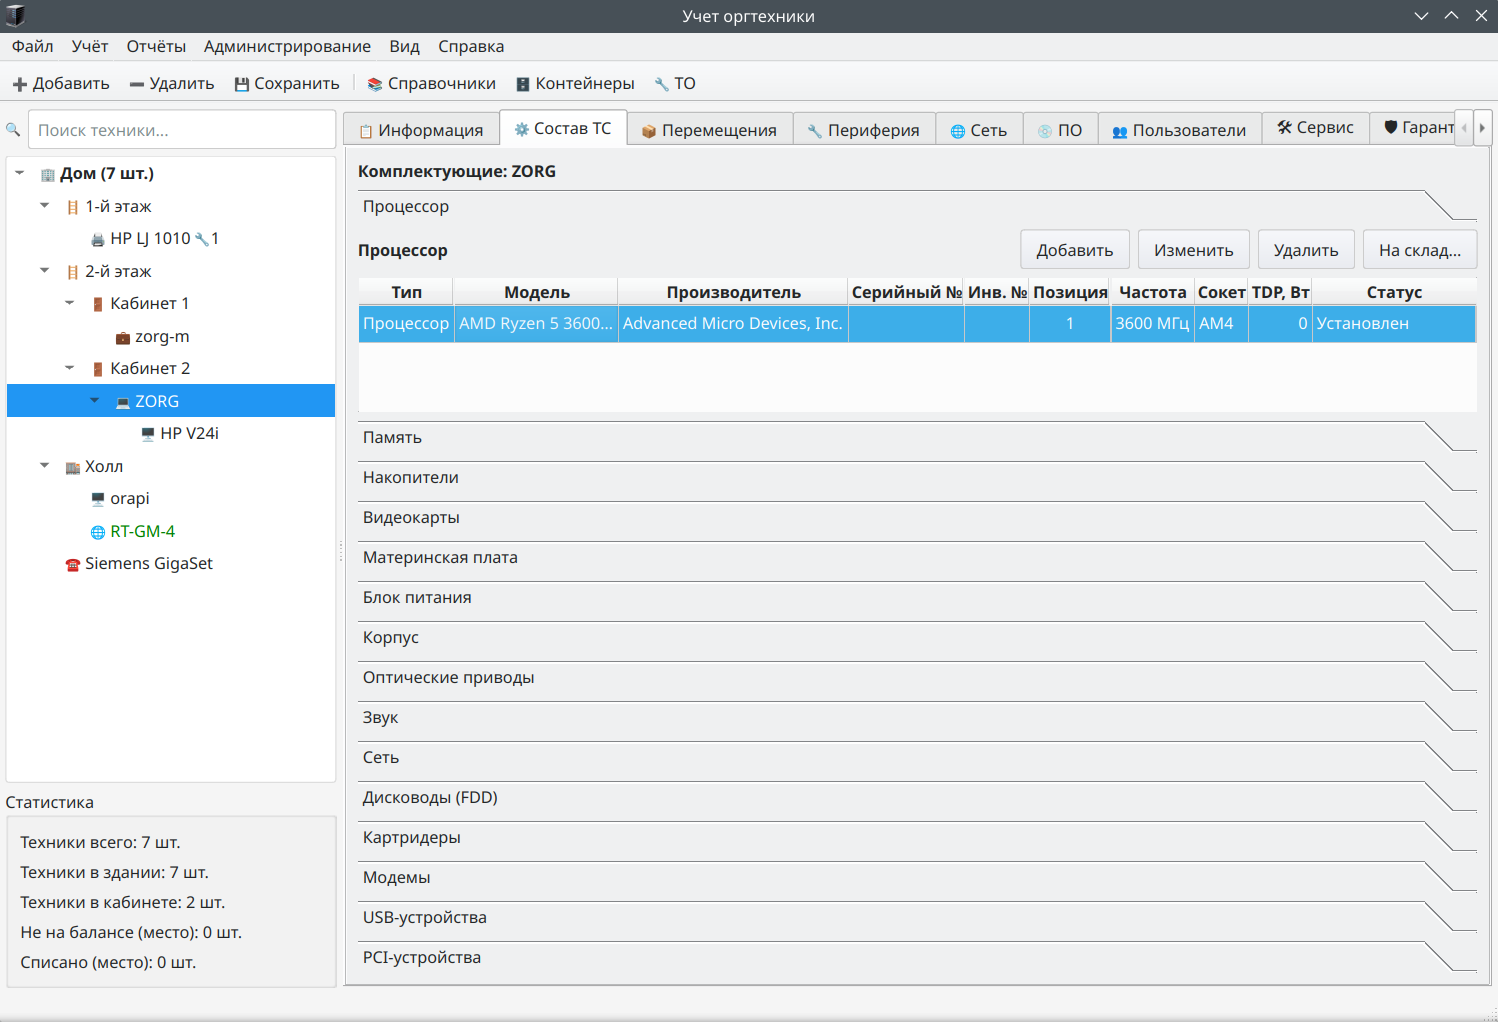 Учет оргтехники
Файл Учёт Отчёты Администрирование Вид Справка
Добавить Удалить Сохранить Справочники Контейнеры ТО
Поиск техники...
Информация Состав ТС Перемещения Периферия Сеть ПО Пользователи Сервис Гарант
Дом (7 шт.)
1-й этаж
HP LJ 1010 1
2-й этаж
Кабинет 1
zorg-m
Кабинет 2
ZORG
HP V24i
Холл
orapi
RT-GM-4
Siemens GigaSet
Статистика
Техники всего: 7 шт.
Техники в здании: 7 шт.
Техники в кабинете: 2 шт.
Не на балансе (место): 0 шт.
Списано (место): 0 шт.
Комплектующие: ZORG
Процессор
Процессор Добавить Изменить Удалить На склад...
Тип Модель Производитель Серийный № Инв. № Позиция Частота Сокет TDP, Вт Статус
Процессор AMD Ryzen 5 3600... Advanced Micro Devices, Inc. 1 3600 МГц AM4 0 Установлен
Память
Накопители
Видеокарты
Материнская плата
Блок питания
Корпус
Оптические приводы
Звук
Сеть
Дисководы (FDD)
Картридеры
Модемы
USB-устройства
PCI-устройства